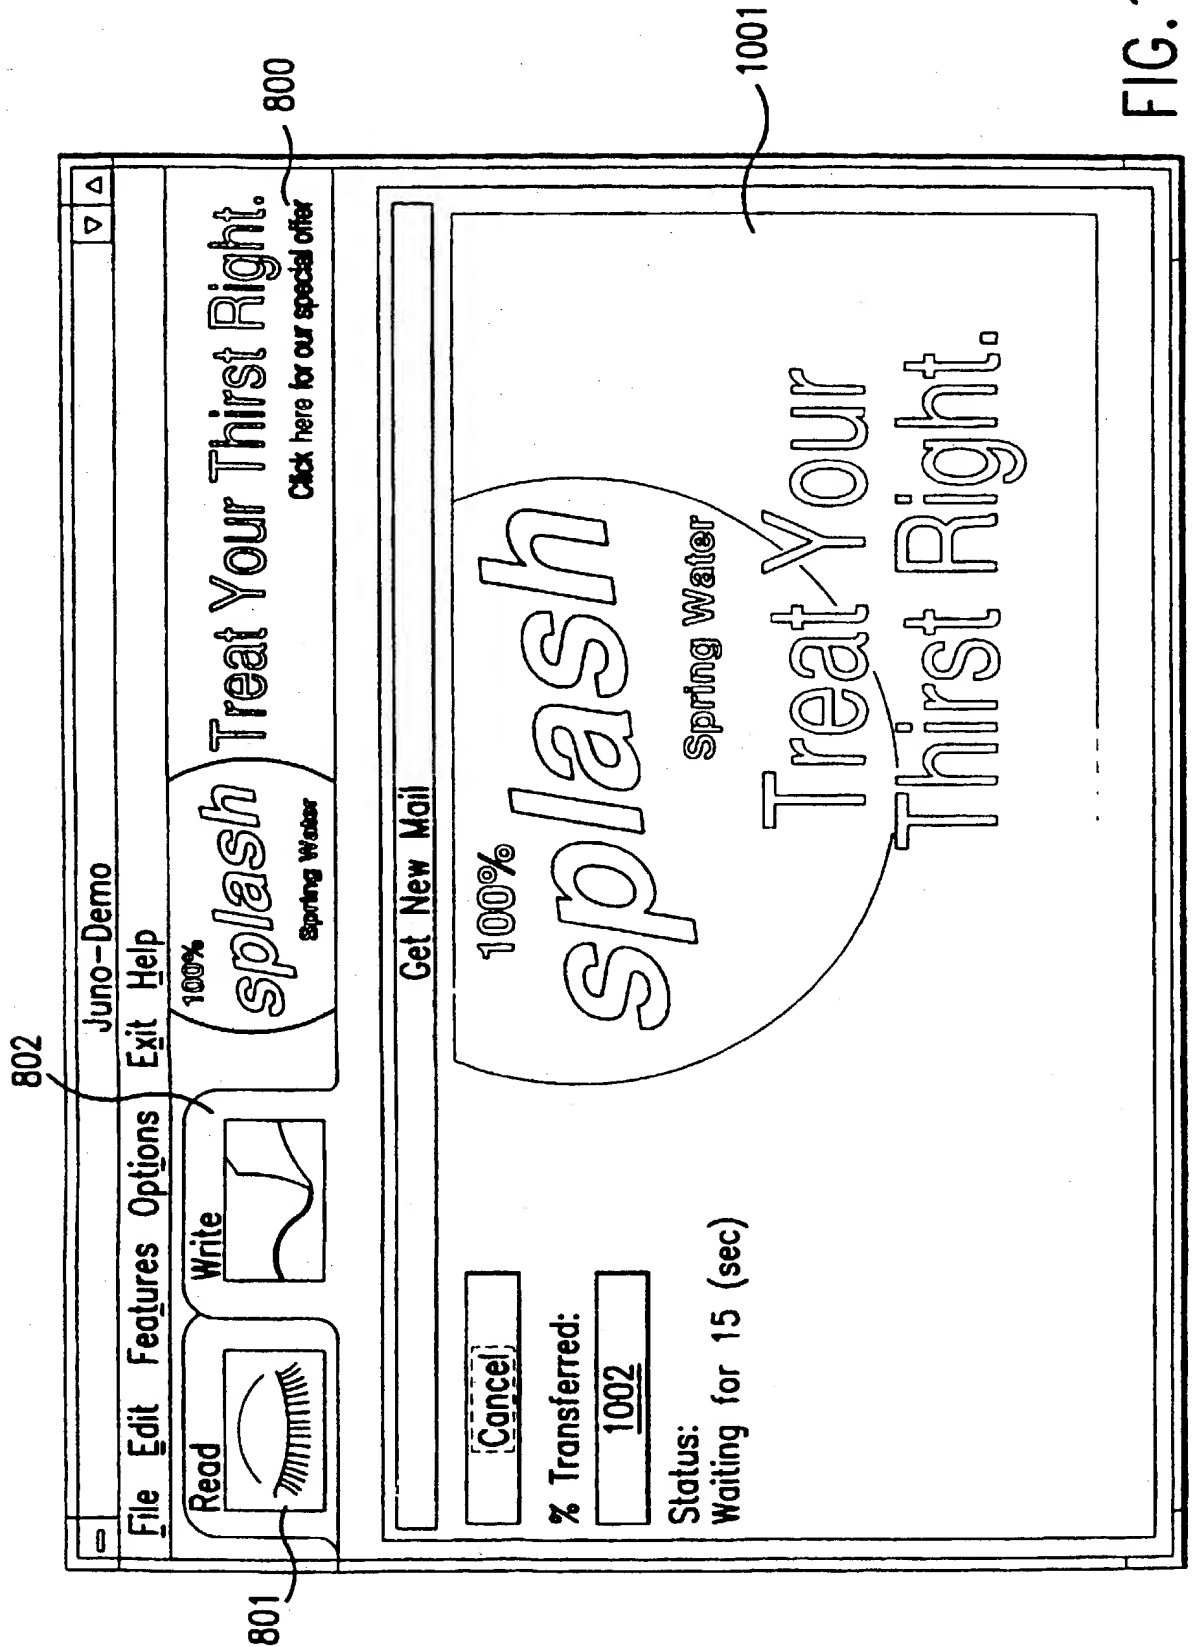 802
Juno-Demo
File Edit Features Options Exit Help
Read
Write
100%
splash
Spring Water
Treat Your Thirst Right.
Click here for our special offer
800
801
Get New Mail
Cancel
% Transferred:
1002
Status:
Waiting for 15 (sec)
100%
splash
Spring Water
Treat Your
Thirst Right.
1001
FIG.